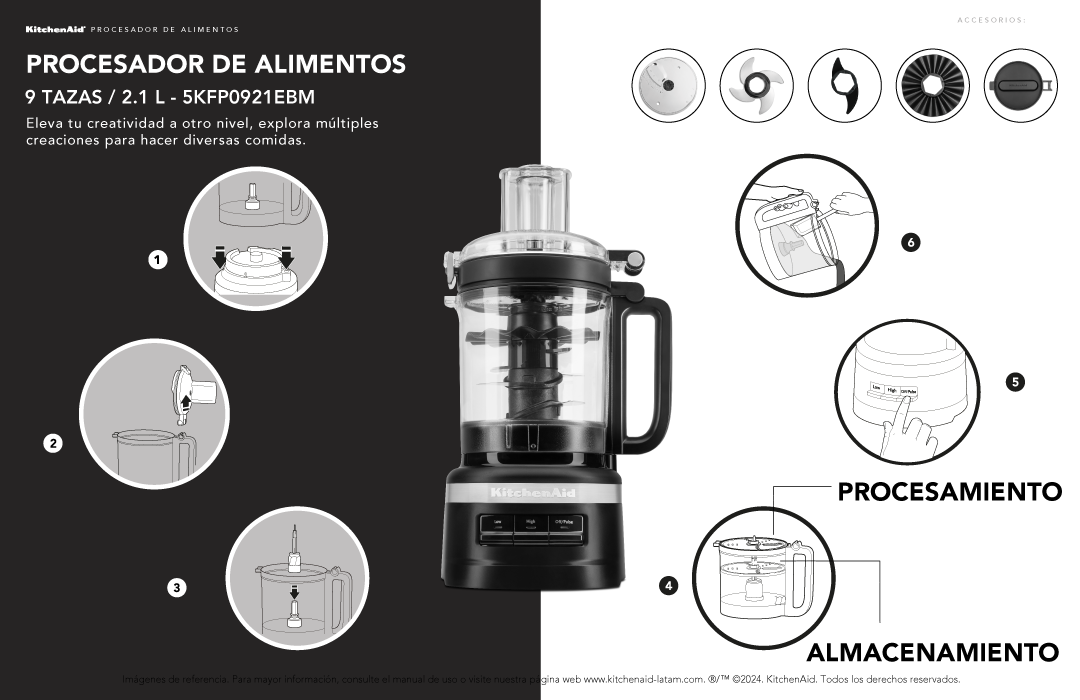 KitchenAid® PROCESADOR DE ALIMENTOS
PROCESADOR DE ALIMENTOS
9 TAZAS / 2.1 L - 5KFP0921EBM
Eleva tu creatividad a otro nivel, explora múltiples
creaciones para hacer diversas comidas.
ACCESORIOS:
1
2
3
KitchenAid
Low High Off/Pulse
6
5
Low High Off/Pulse
PROCESAMIENTO
4
ALMACENAMIENTO
Imágenes de referencia. Para mayor información, consulte el manual de uso o visite nuestra página web www.kitchenaid-latam.com. ®/™ ©2024. KitchenAid. Todos los derechos reservados.